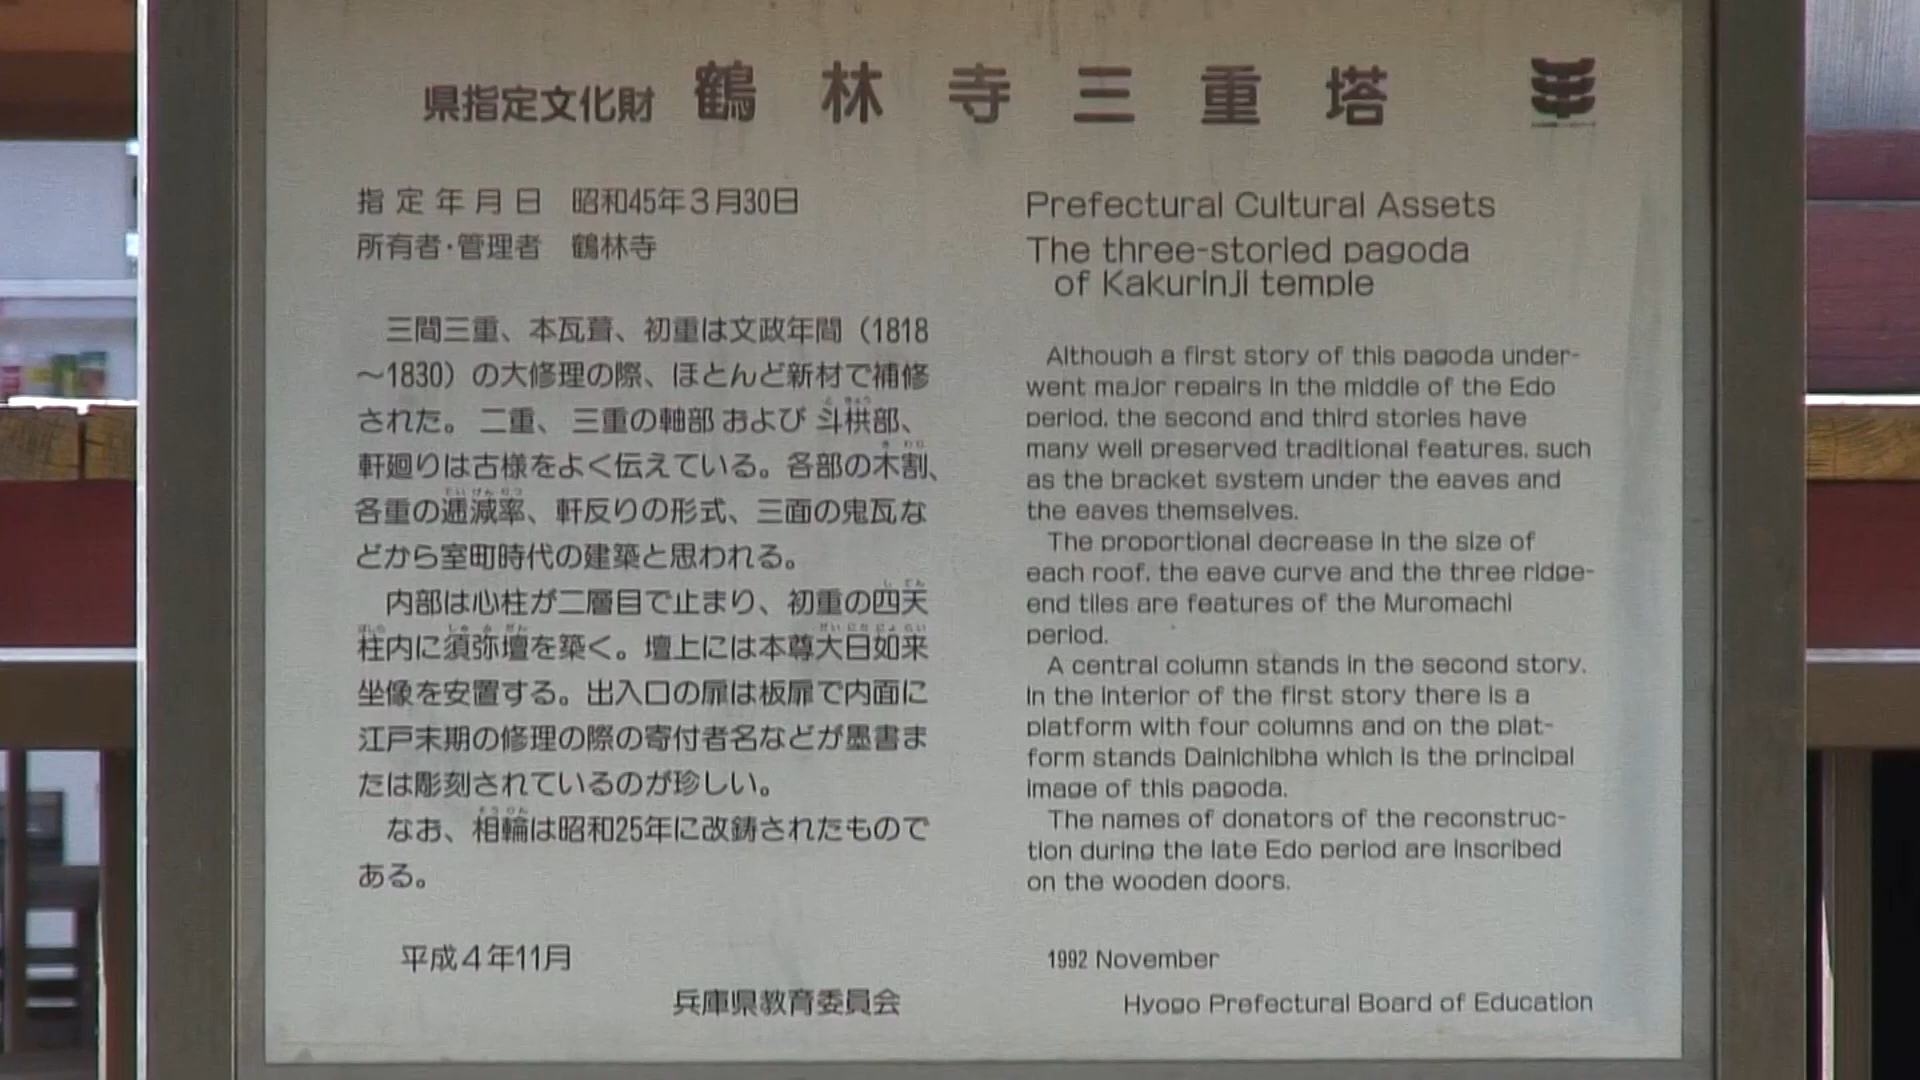 県指定文化財 鶴林寺三重塔
指定年月日 昭和45年3月30日
所有者・管理者 鶴林寺
三間三重、本瓦葺、初重は文政年間（1818
～1830）の大修理の際、ほとんど新材で補修
された。二重、三重の軸部および斗栱部、
軒廻りは古様をよく伝えている。各部の木割、
各重の逓減率、軒反りの形式、三面の鬼瓦な
どから室町時代の建築と思われる。
内部は心柱が二層目で止まり、初重の四天
柱内に須弥壇を築く。壇上には本尊大日如来
坐像を安置する。出入口の扉は板扉で内面に
江戸末期の修理の際の寄付者名などが墨書ま
たは彫刻されているのが珍しい。
なお、相輪は昭和25年に改鋳されたもので
ある。
平成4年11月
兵庫県教育委員会
Prefectural Cultural Assets
The three-storied pagoda
of Kakurinji temple
Although a first story of this pagoda under-
went major repairs in the middle of the Edo
period, the second and third stories have
many well preserved traditional features, such
as the bracket system under the eaves and
the eaves themselves.
The proportional decrease in the size of
each roof, the eave curve and the three ridge-
end tiles are features of the Muromachi
period.
A central column stands in the second story.
In the interior of the first story there is a
platform with four columns and on the plat-
form stands Dainichibha which is the principal
image of this pagoda.
The names of donators of the reconstruc-
tion during the late Edo period are inscribed
on the wooden doors.
1992 November
Hyogo Prefectural Board of Education